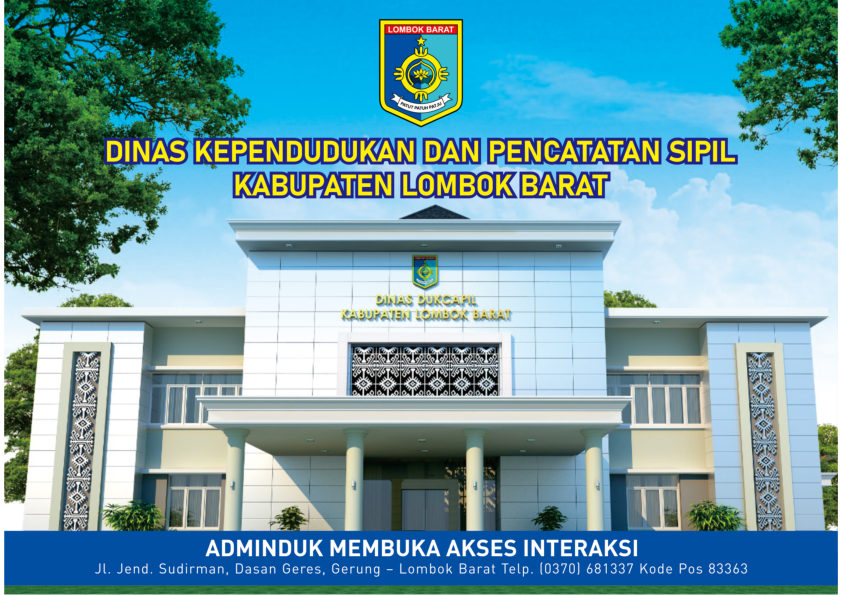 LOMBOK BARAT
PATUT PATUH PATJU
DINAS KEPENDUDUKAN DAN PENCATATAN SIPIL
KABUPATEN LOMBOK BARAT
DINAS DUKCAPIL
KABUPATEN LOMBOK BARAT
ADMINDUK MEMBUKA AKSES INTERAKSI
Jl. Jend. Sudirman, Dasan Geres, Gerung – Lombok Barat Telp. (0370) 681337 Kode Pos 83363